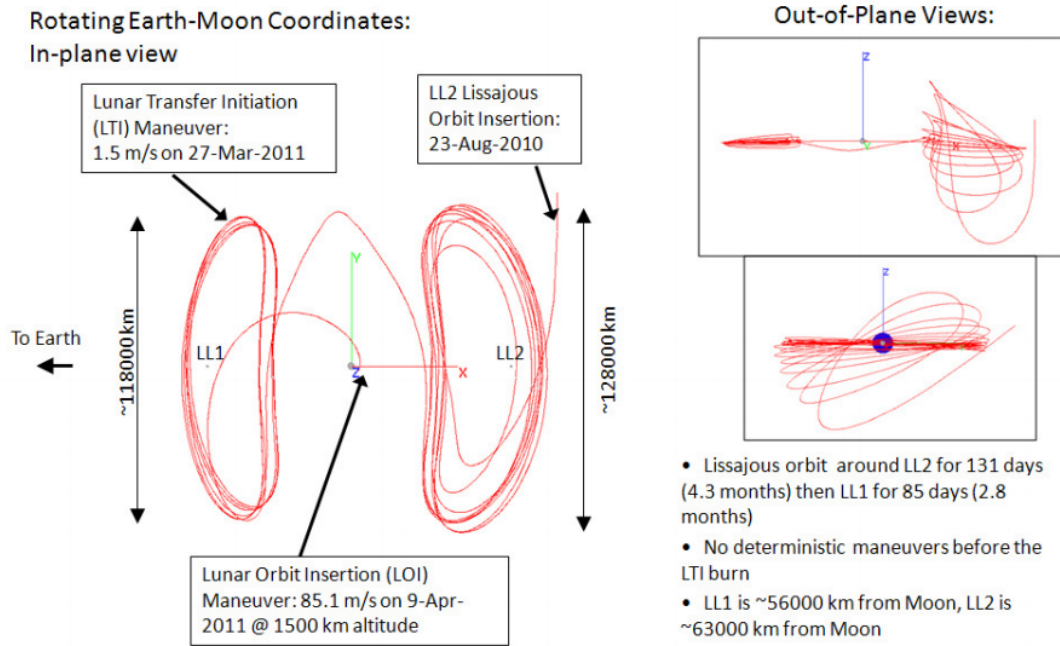 Rotating Earth-Moon Coordinates:
In-plane view
Lunar Transfer Initiation
(LTI) Maneuver:
1.5 m/s on 27-Mar-2011
LL2 Lissajous
Orbit Insertion:
23-Aug-2010
To Earth
~118000 km
LL1
Y
Z
X
LL2
~128000 km
Lunar Orbit Insertion (LOI)
Maneuver: 85.1 m/s on 9-Apr-
2011 @ 1500 km altitude
Out-of-Plane Views:
Z
Y
X
Z
• Lissajous orbit around LL2 for 131 days
(4.3 months) then LL1 for 85 days (2.8
months)
• No deterministic maneuvers before the
LTI burn
• LL1 is ~56000 km from Moon, LL2 is
~63000 km from Moon